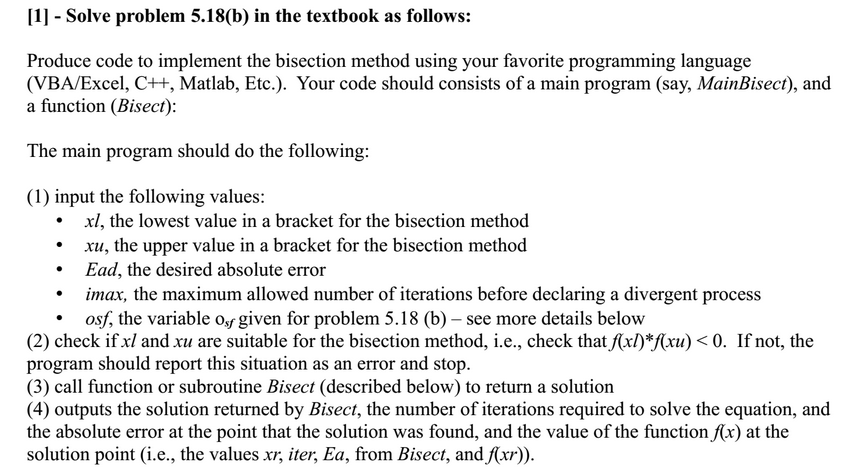 [1] - Solve problem 5.18(b) in the textbook as follows:
Produce code to implement the bisection method using your favorite programming language
(VBA/Excel, C++, Matlab, Etc.).  Your code should consists of a main program (say, MainBisect), and
a function (Bisect):
The main program should do the following:
(1) input the following values:
• xl, the lowest value in a bracket for the bisection method
• xu, the upper value in a bracket for the bisection method
• Ead, the desired absolute error
• imax, the maximum allowed number of iterations before declaring a divergent process
• osf, the variable osf given for problem 5.18 (b) – see more details below
(2) check if xl and xu are suitable for the bisection method, i.e., check that f(xl)*f(xu) < 0.  If not, the
program should report this situation as an error and stop.
(3) call function or subroutine Bisect (described below) to return a solution
(4) outputs the solution returned by Bisect, the number of iterations required to solve the equation, and
the absolute error at the point that the solution was found, and the value of the function f(x) at the
solution point (i.e., the values xr, iter, Ea, from Bisect, and f(xr)).